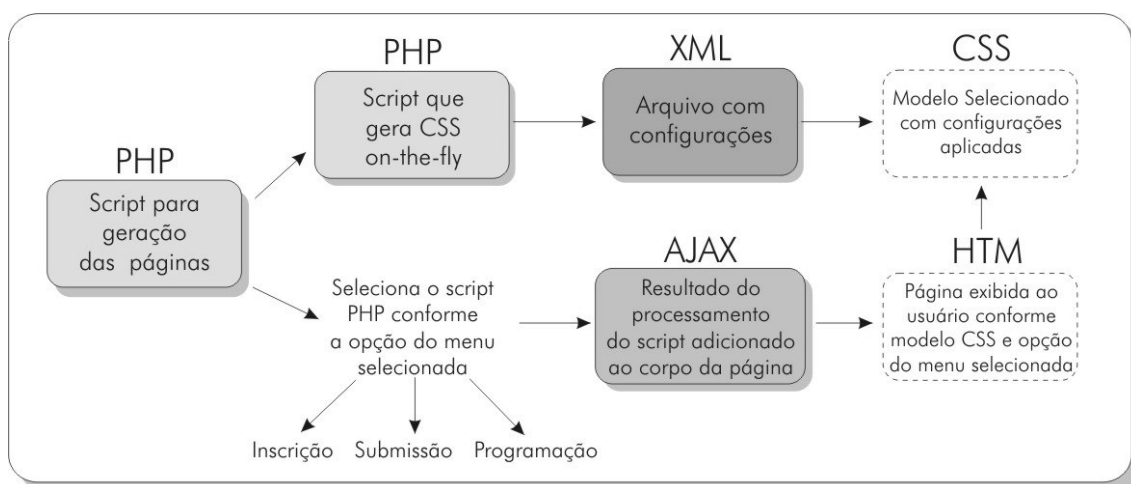 PHP
Script para
geração
das páginas
PHP
Script que
gera CSS
on-the-fly
XML
Arquivo com
configurações
CSS
Modelo Selecionado
com configurações
aplicadas
Seleciona o script
PHP conforme
a opção do menu
selecionada
Inscrição
Submissão
Programação
AJAX
Resultado do
processamento
do script adicionado
ao corpo da página
HTM
Página exibida ao
usuário conforme
modelo CSS e opção
do menu selecionada